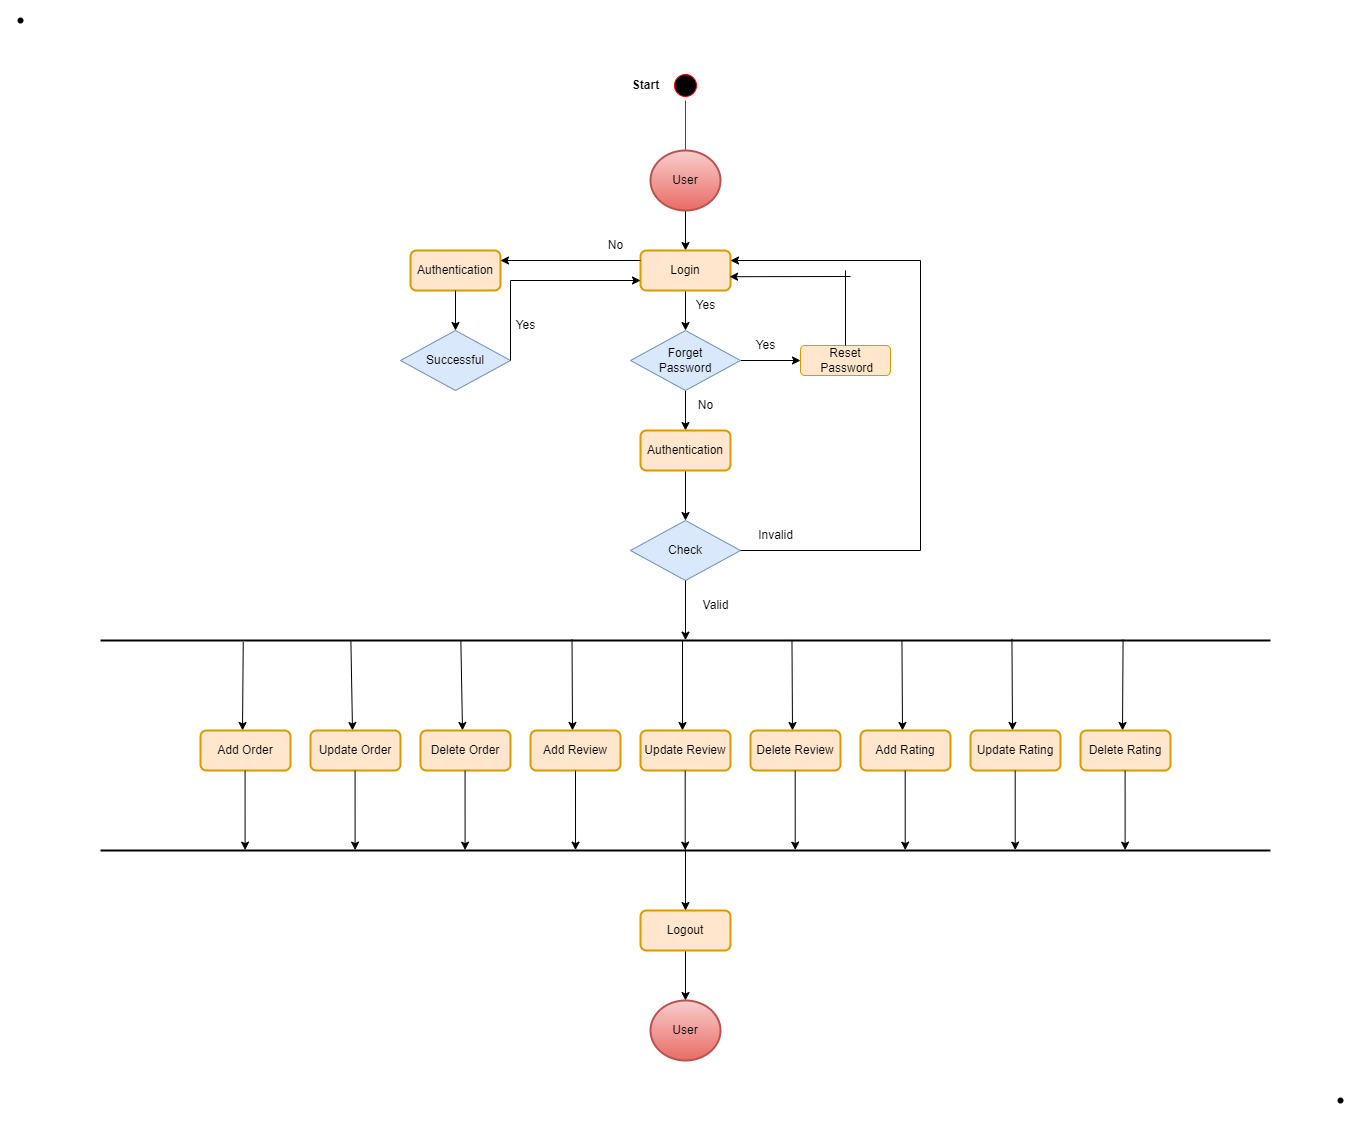 Start
User
No
Authentication
Login
Yes
Yes
Successful
Forget
Password
Yes
Reset
Password
No
Authentication
Check
Invalid
Valid
Add Order
Update Order
Delete Order
Add Review
Update Review
Delete Review
Add Rating
Update Rating
Delete Rating
Logout
User